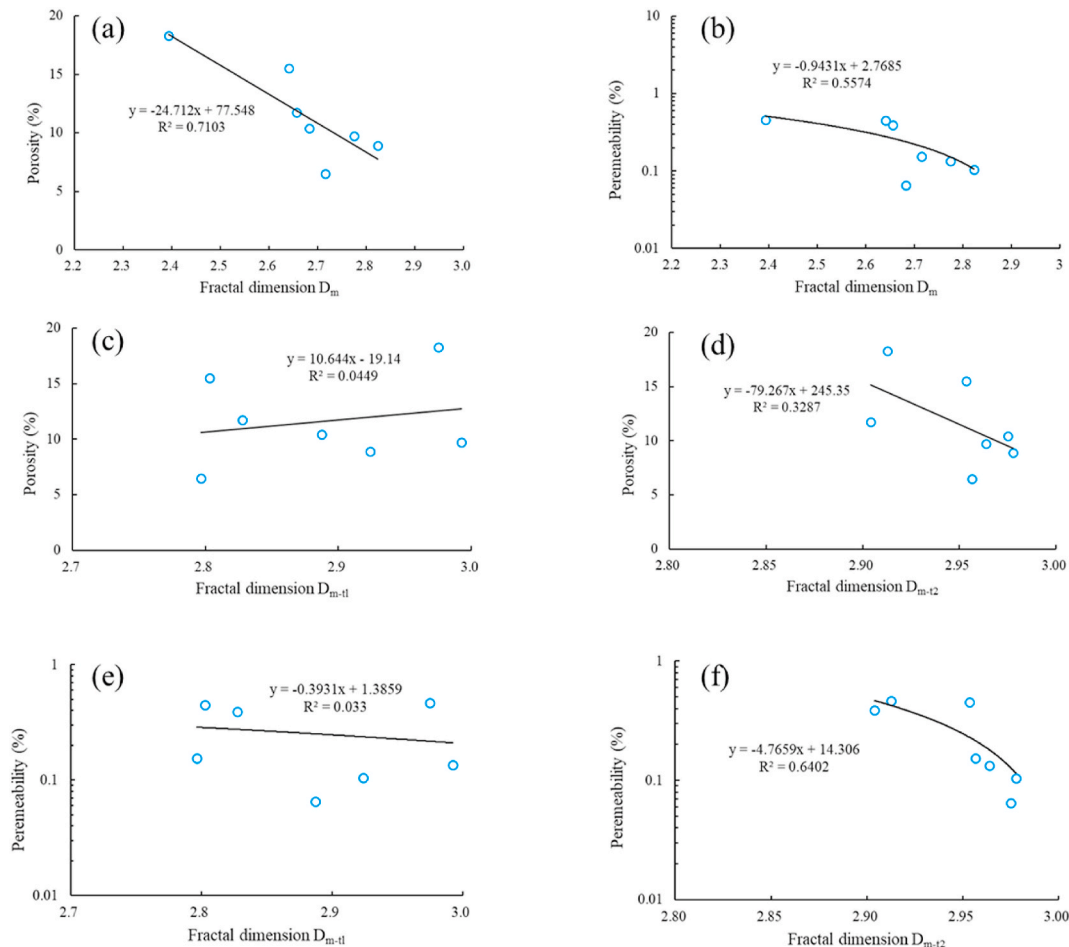 (a)
20
15
10
5
0
Porosity (%)
y = -24.712x + 77.548
R² = 0.7103
2.2 2.3 2.4 2.5 2.6 2.7 2.8 2.9 3.0
Fractal dimension Dm
(b)
10
1
0.1
0.01
Peremeability (%)
y = -0.9431x + 2.7685
R² = 0.5574
2.2 2.3 2.4 2.5 2.6 2.7 2.8 2.9 3
Fractal dimension Dm
(c)
20
15
10
5
0
Porosity (%)
y = 10.644x - 19.14
R² = 0.0449
2.7 2.8 2.9 3.0
Fractal dimension Dm-t1
(d)
20
15
10
5
0
Porosity (%)
y = -79.267x + 245.35
R² = 0.3287
2.80 2.85 2.90 2.95 3.00
Fractal dimension Dm-t2
(e)
1
0.1
0.01
Peremeability (%)
y = -0.3931x + 1.3859
R² = 0.033
2.7 2.8 2.9 3.0
Fractal dimension Dm-t1
(f)
1
0.1
0.01
Peremeability (%)
y = -4.7659x + 14.306
R² = 0.6402
2.80 2.85 2.90 2.95 3.00
Fractal dimension Dm-t2